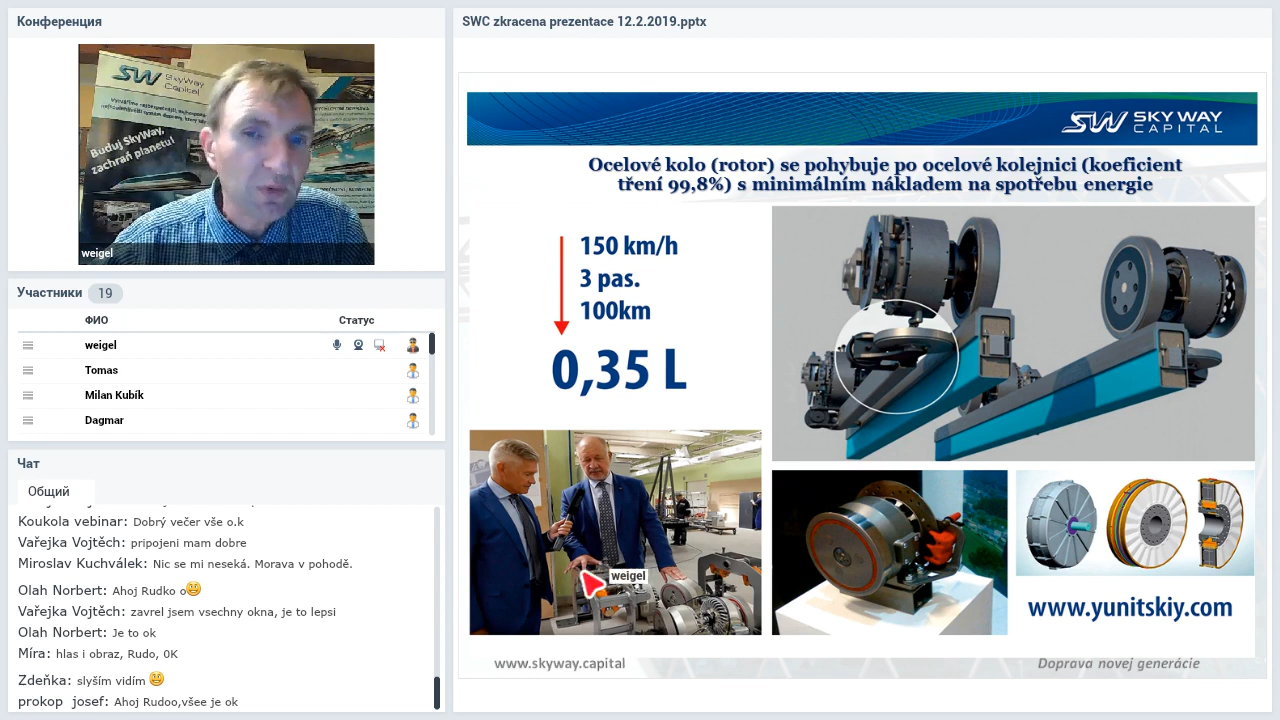 Конференция
SW SkyWay
Capital
Buduj SkyWay,
zachraň planetu!
weigel
Участники 19
ФИО Статус
weigel
Tomas
Milan Kubík
Dagmar
Чат
Общий
Koukola vebinar: Dobrý večer vše o.k
Vařejka Vojtěch: pripojeni mam dobre
Miroslav Kuchválek: Nic se mi neseká. Morava v pohodě.
Olah Norbert: Ahoj Rudko o
Vařejka Vojtěch: zavrel jsem vsechny okna, je to lepsi
Olah Norbert: Je to ok
Míra: hlas i obraz, Rudo, 0K
Zdeňka: slyším vidím
prokop josef: Ahoj Rudoo,všee je ok
SWC zkracena prezentace 12.2.2019.pptx
SW SKY WAY
CAPITAL
Ocelové kolo (rotor) se pohybuje po ocelové kolejnici (koeficient
tření 99,8%) s minimálním nákladem na spotřebu energie
150 km/h
3 pas.
100km
0,35 L
weigel
www.yunitskiy.com
www.skyway.capital
Doprava novej generácie